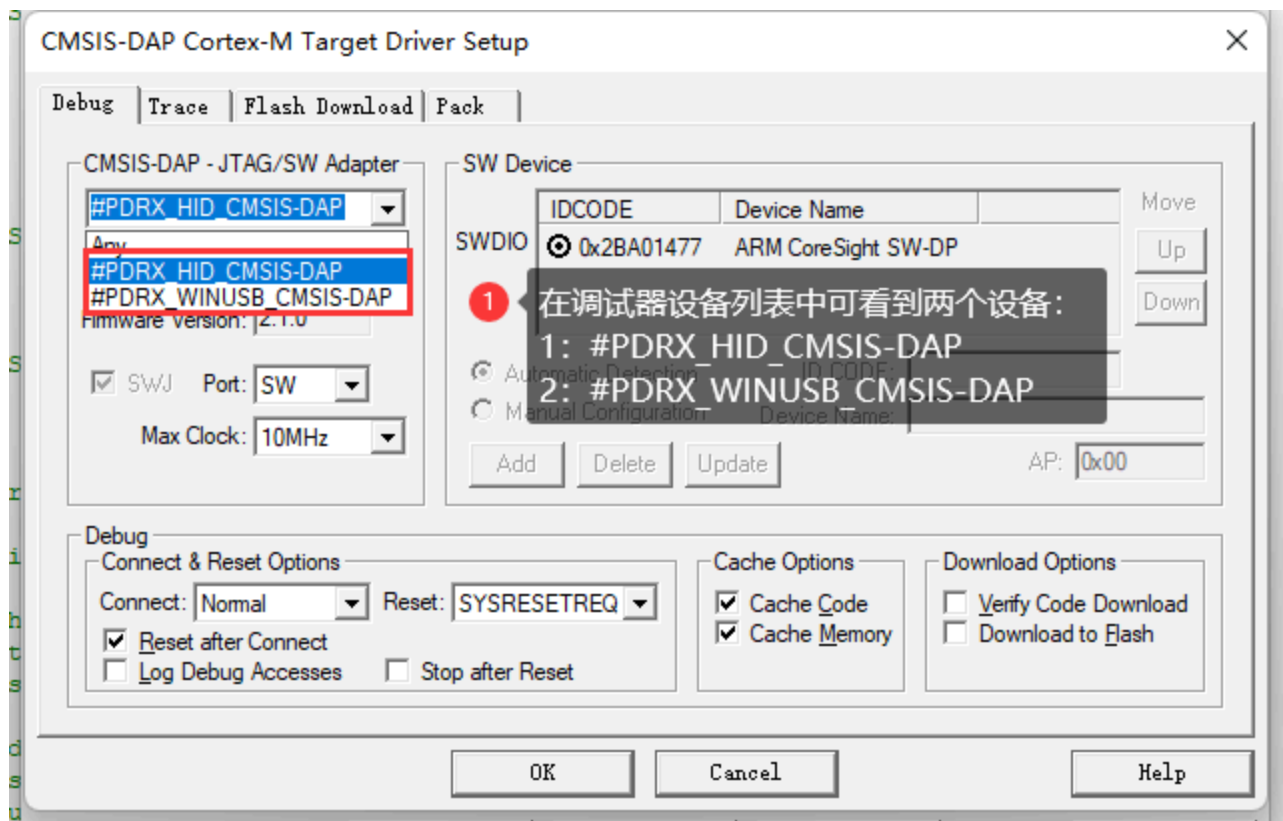 CMSIS-DAP Cortex-M Target Driver Setup
Debug Trace Flash Download Pack
CMSIS-DAP - JTAG/SW Adapter
#PDRX_HID_CMSIS-DAP
Any
#PDRX_HID_CMSIS-DAP
#PDRX_WINUSB_CMSIS-DAP
Firmware Version: 2.1.0
SWJ Port: SW
Max Clock: 10MHz
SW Device
IDCODE Device Name
SWDIO 0x2BA01477 ARM CoreSight SW-DP
Move
Up
Down
1 在调试器设备列表中可看到两个设备：
1：#PDRX_HID_CMSIS-DAP
2：#PDRX_WINUSB_CMSIS-DAP
Automatic Detection ID CODE:
Manual Configuration Device Name:
Add Delete Update AP: 0x00
Debug
Connect & Reset Options
Connect: Normal Reset: SYSRESETREQ
Reset after Connect
Log Debug Accesses Stop after Reset
Cache Options
Cache Code
Cache Memory
Download Options
Verify Code Download
Download to Flash
OK Cancel Help